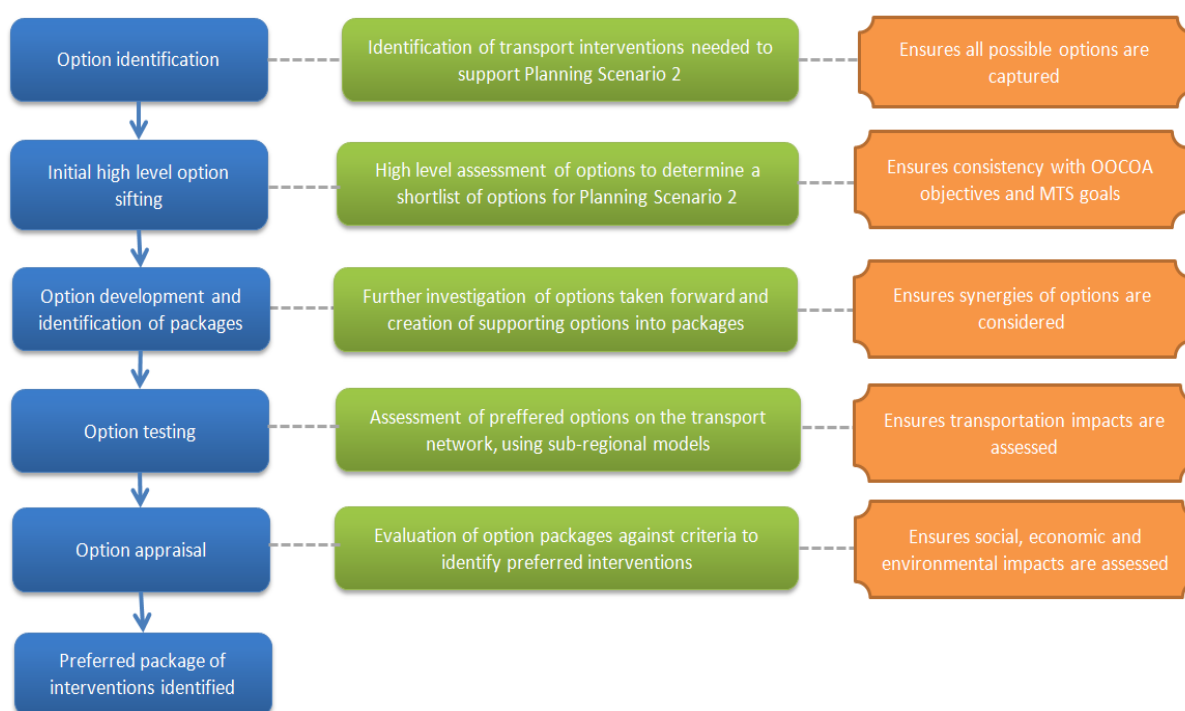 Option identification
Identification of transport interventions needed to
support Planning Scenario 2
Ensures all possible options are
captured
Initial high level option
sifting
High level assessment of options to determine a
shortlist of options for Planning Scenario 2
Ensures consistency with OOCOA
objectives and MTS goals
Option development and
identification of packages
Further investigation of options taken forward and
creation of supporting options into packages
Ensures synergies of options are
considered
Option testing
Assessment of preffered options on the transport
network, using sub-regional models
Ensures transportation impacts are
assessed
Option appraisal
Evaluation of option packages against criteria to
identify preferred interventions
Ensures social, economic and
environmental impacts are assessed
Preferred package of
interventions identified